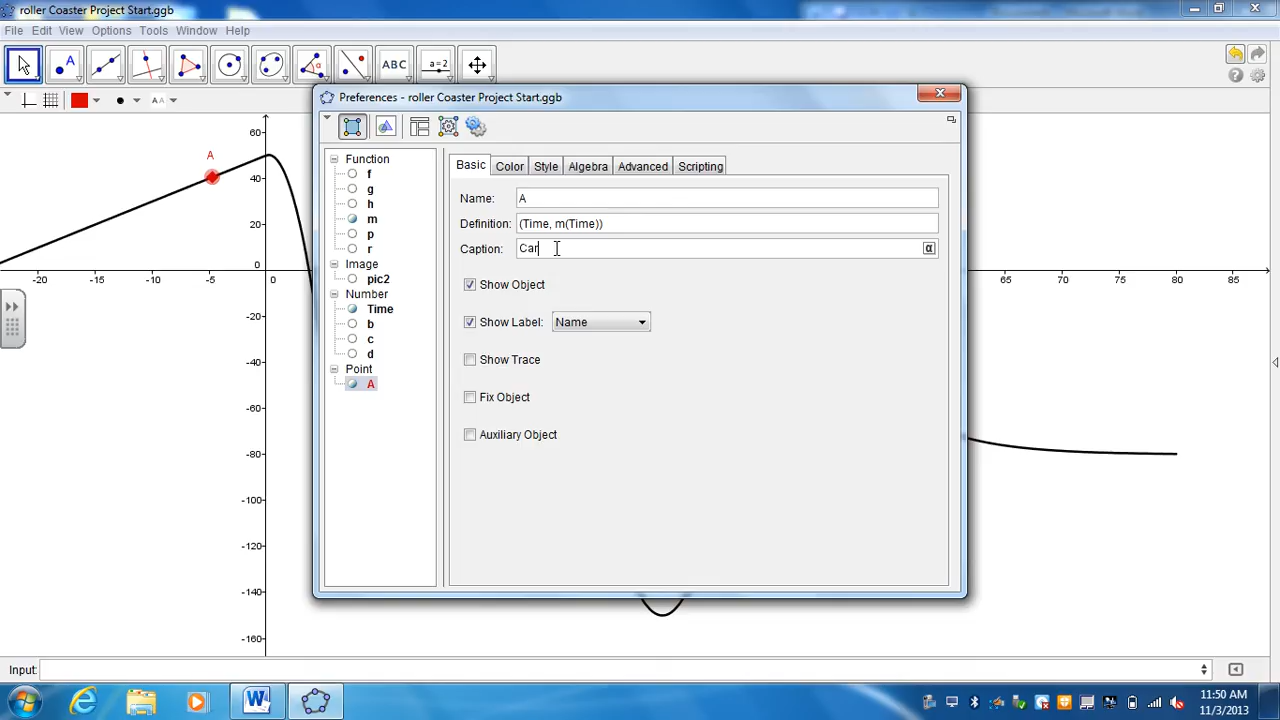 roller Coaster Project Start.ggb
File Edit View Options Tools Window Help
A ABC a=2
AA
Preferences - roller Coaster Project Start.ggb
Function
f
g
h
m
p
r
Image
pic2
Number
Time
b
c
d
Point
A
Basic Color Style Algebra Advanced Scripting
Name: A
Definition: (Time, m(Time))
Caption: Car α
Show Object
Show Label: Name
Show Trace
Fix Object
Auxiliary Object
A
60
40
20
0
-20
-40
-60
-80
-100
-120
-140
-160
-20 -15 -10 -5 0 65 70 75 80 85
Input:
W
11:50 AM
11/3/2013